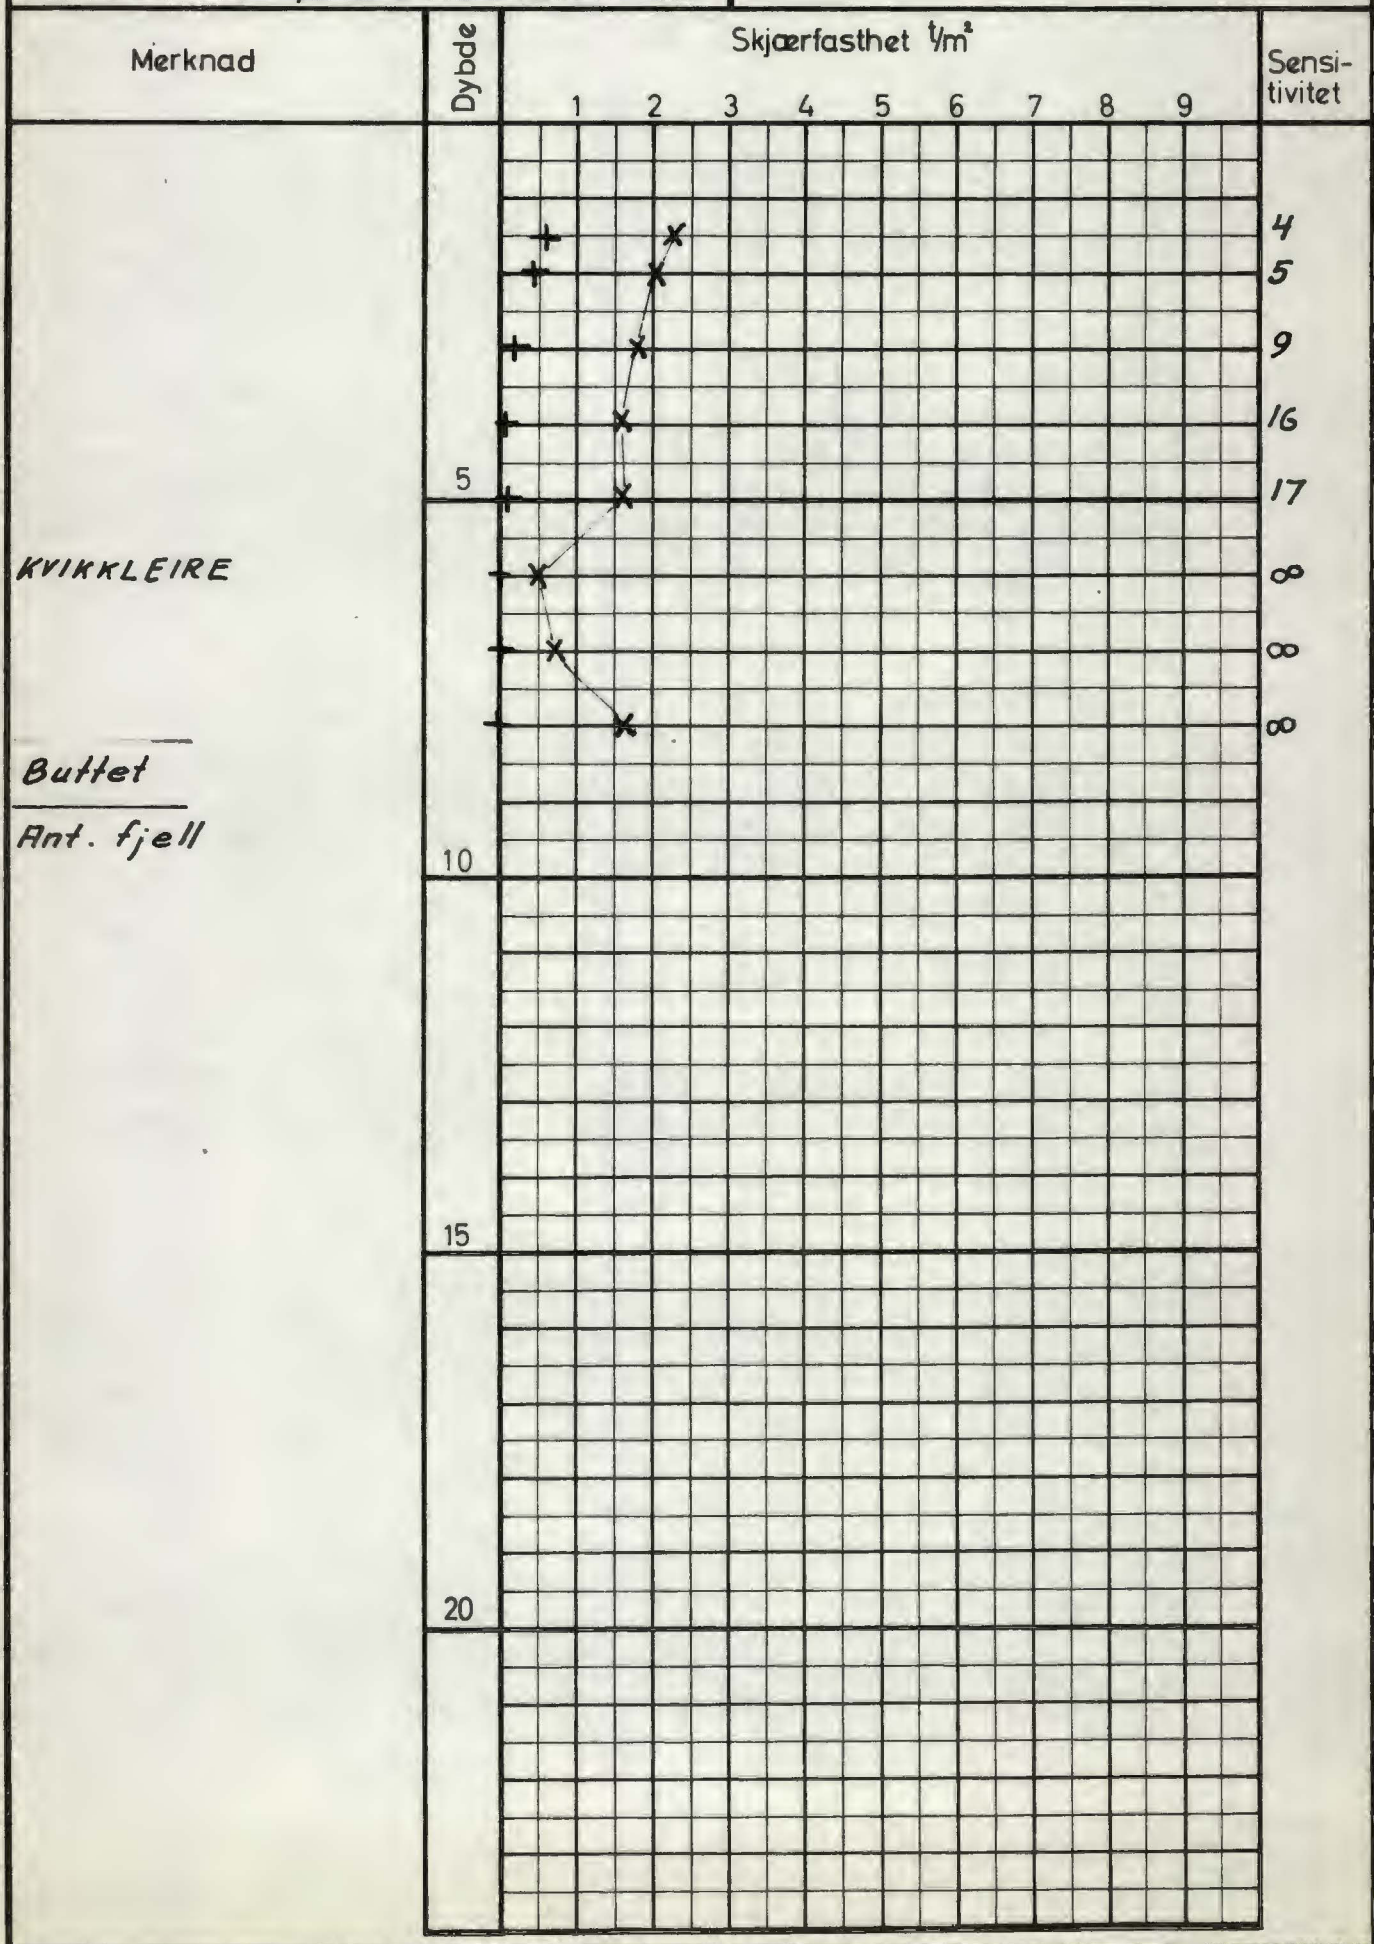 Merknad
Dybde
Skjærfasthet t/m²
Sensi-
tivitet
1 2 3 4 5 6 7 8 9
4
5
9
16
5
17
KVIKKLEIRE
∞
∞
∞
Buttet
Ant. fjell
10
15
20